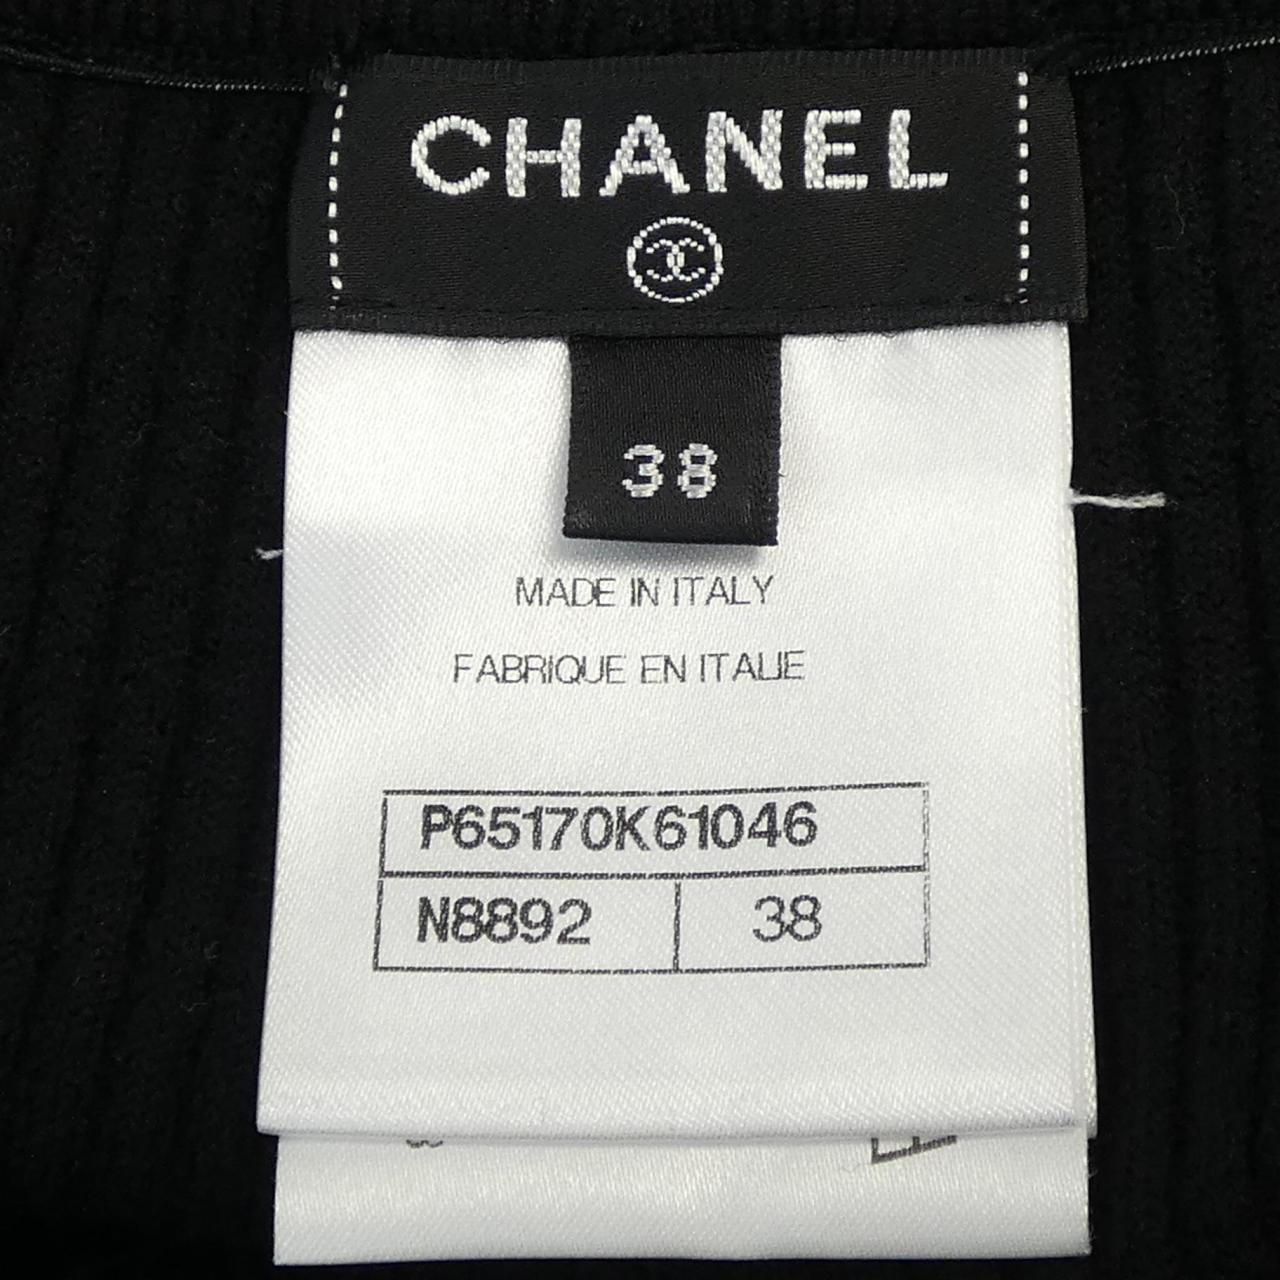 CHANEL
38
MADE IN ITALY
FABRIQUE EN ITALIE
P65170K61046
N8892 38